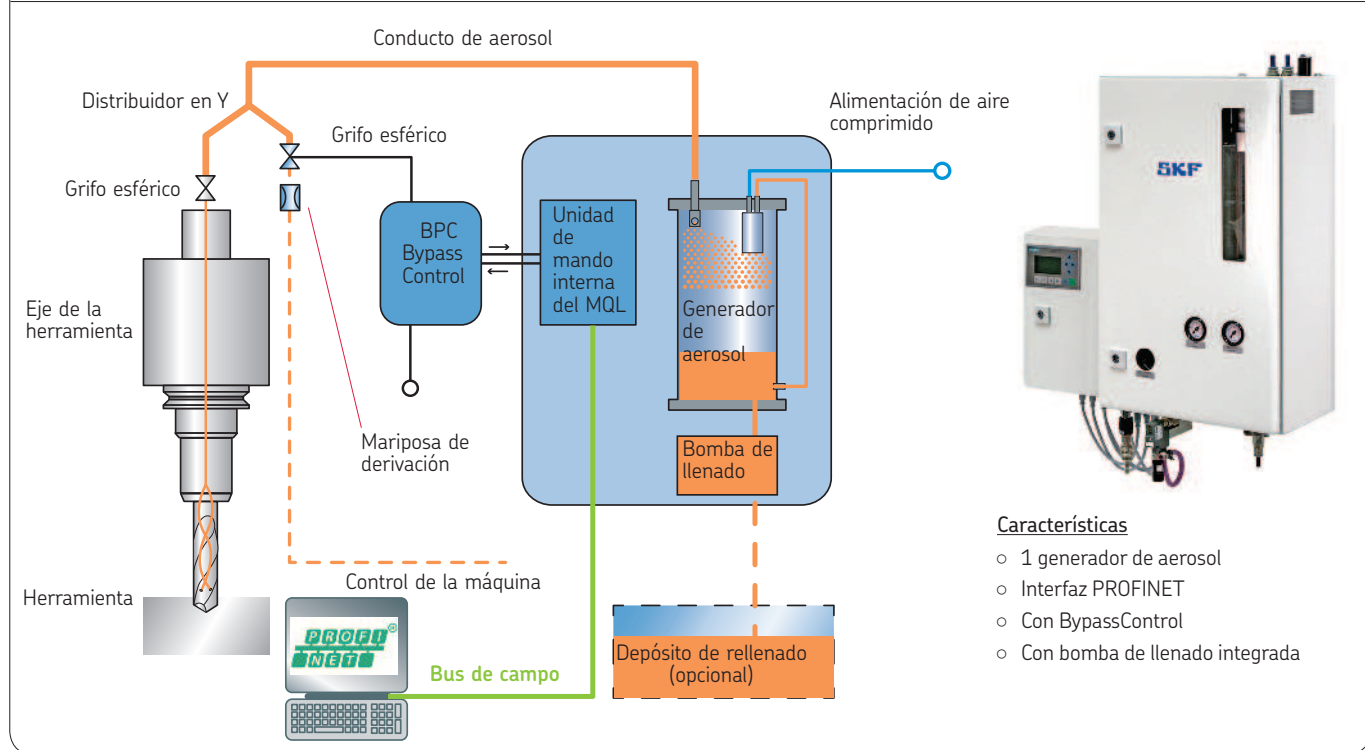 Conducto de aerosol
Distribuidor en Y
Grifo esférico
Alimentación de aire
comprimido
Grifo esférico
SKF
BPC
Bypass
Control
Unidad
de
mando
interna
del MQL
Generador
de
aerosol
Eje de la
herramienta
Mariposa de
derivación
Bomba de
llenado
Características
○ 1 generador de aerosol
○ Interfaz PROFINET
○ Con BypassControl
○ Con bomba de llenado integrada
Herramienta
Control de la máquina
PROFI
NET
Bus de campo
Depósito de rellenado
(opcional)